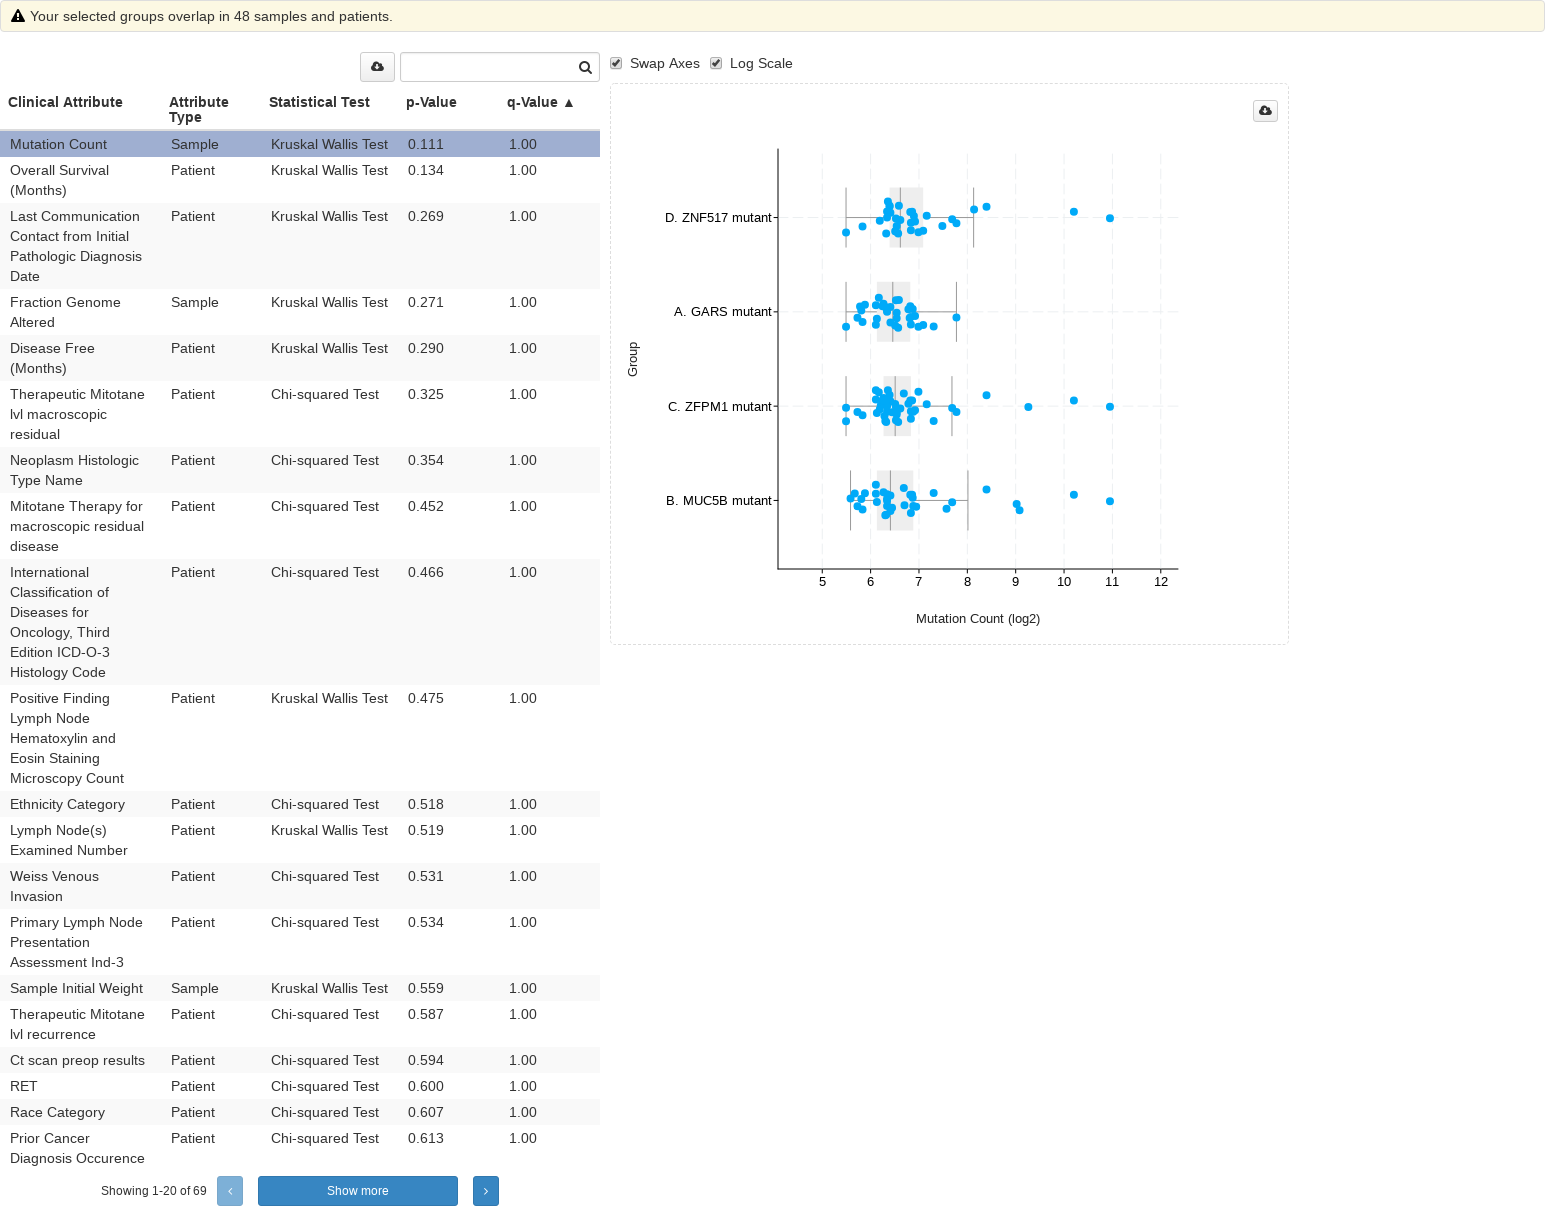 Your selected groups overlap in 48 samples and patients.
Swap Axes Log Scale
Clinical Attribute Attribute Type Statistical Test p-Value q-Value ▲
Mutation Count Sample Kruskal Wallis Test 0.111 1.00
Overall Survival Patient Kruskal Wallis Test 0.134 1.00
(Months)
Last Communication Patient Kruskal Wallis Test 0.269 1.00
Contact from Initial
Pathologic Diagnosis
Date
Fraction Genome Sample Kruskal Wallis Test 0.271 1.00
Altered
Disease Free Patient Kruskal Wallis Test 0.290 1.00
(Months)
Therapeutic Mitotane Patient Chi-squared Test 0.325 1.00
lvl macroscopic
residual
Neoplasm Histologic Patient Chi-squared Test 0.354 1.00
Type Name
Mitotane Therapy for Patient Chi-squared Test 0.452 1.00
macroscopic residual
disease
International Patient Chi-squared Test 0.466 1.00
Classification of
Diseases for
Oncology, Third
Edition ICD-O-3
Histology Code
Positive Finding Patient Kruskal Wallis Test 0.475 1.00
Lymph Node
Hematoxylin and
Eosin Staining
Microscopy Count
Ethnicity Category Patient Chi-squared Test 0.518 1.00
Lymph Node(s) Patient Kruskal Wallis Test 0.519 1.00
Examined Number
Weiss Venous Patient Chi-squared Test 0.531 1.00
Invasion
Primary Lymph Node Patient Chi-squared Test 0.534 1.00
Presentation
Assessment Ind-3
Sample Initial Weight Sample Kruskal Wallis Test 0.559 1.00
Therapeutic Mitotane Patient Chi-squared Test 0.587 1.00
lvl recurrence
Ct scan preop results Patient Chi-squared Test 0.594 1.00
RET Patient Chi-squared Test 0.600 1.00
Race Category Patient Chi-squared Test 0.607 1.00
Prior Cancer Patient Chi-squared Test 0.613 1.00
Diagnosis Occurence
Showing 1-20 of 69 ‹ Show more ›
Group
D. ZNF517 mutant
A. GARS mutant
C. ZFPM1 mutant
B. MUC5B mutant
5 6 7 8 9 10 11 12
Mutation Count (log2)